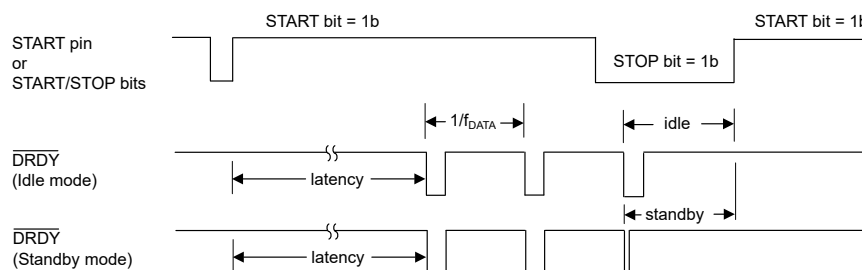 START bit = 1b
START bit = 1b
START pin
or
START/STOP bits
STOP bit = 1b
1/fDATA
idle
DRDY
(Idle mode)
latency
standby
DRDY
(Standby mode)
latency